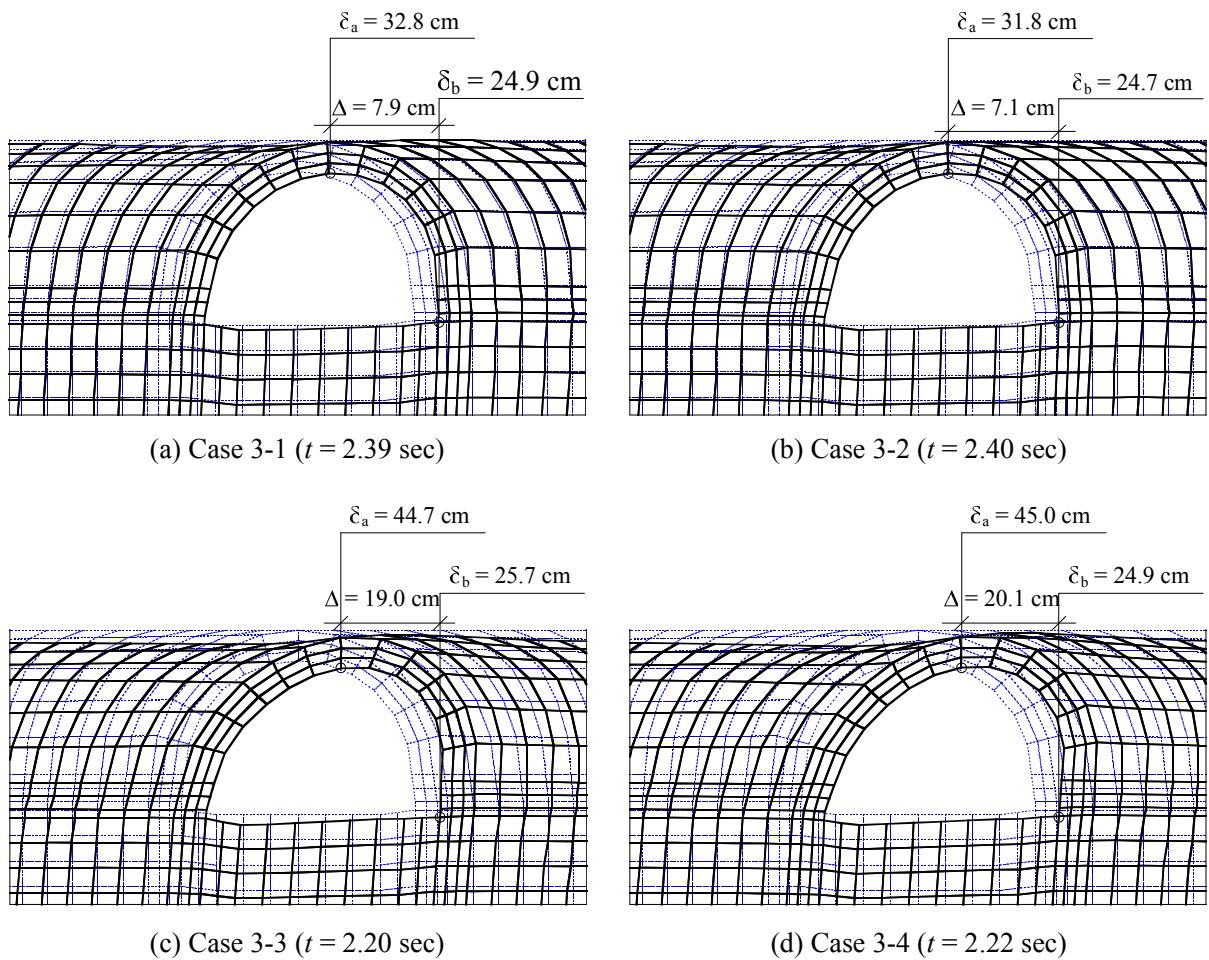 δa = 32.8 cm
δb = 24.9 cm
Δ = 7.9 cm
(a) Case 3-1 (t = 2.39 sec)
δa = 31.8 cm
δb = 24.7 cm
Δ = 7.1 cm
(b) Case 3-2 (t = 2.40 sec)
δa = 44.7 cm
δb = 25.7 cm
Δ = 19.0 cm
(c) Case 3-3 (t = 2.20 sec)
δa = 45.0 cm
δb = 24.9 cm
Δ = 20.1 cm
(d) Case 3-4 (t = 2.22 sec)